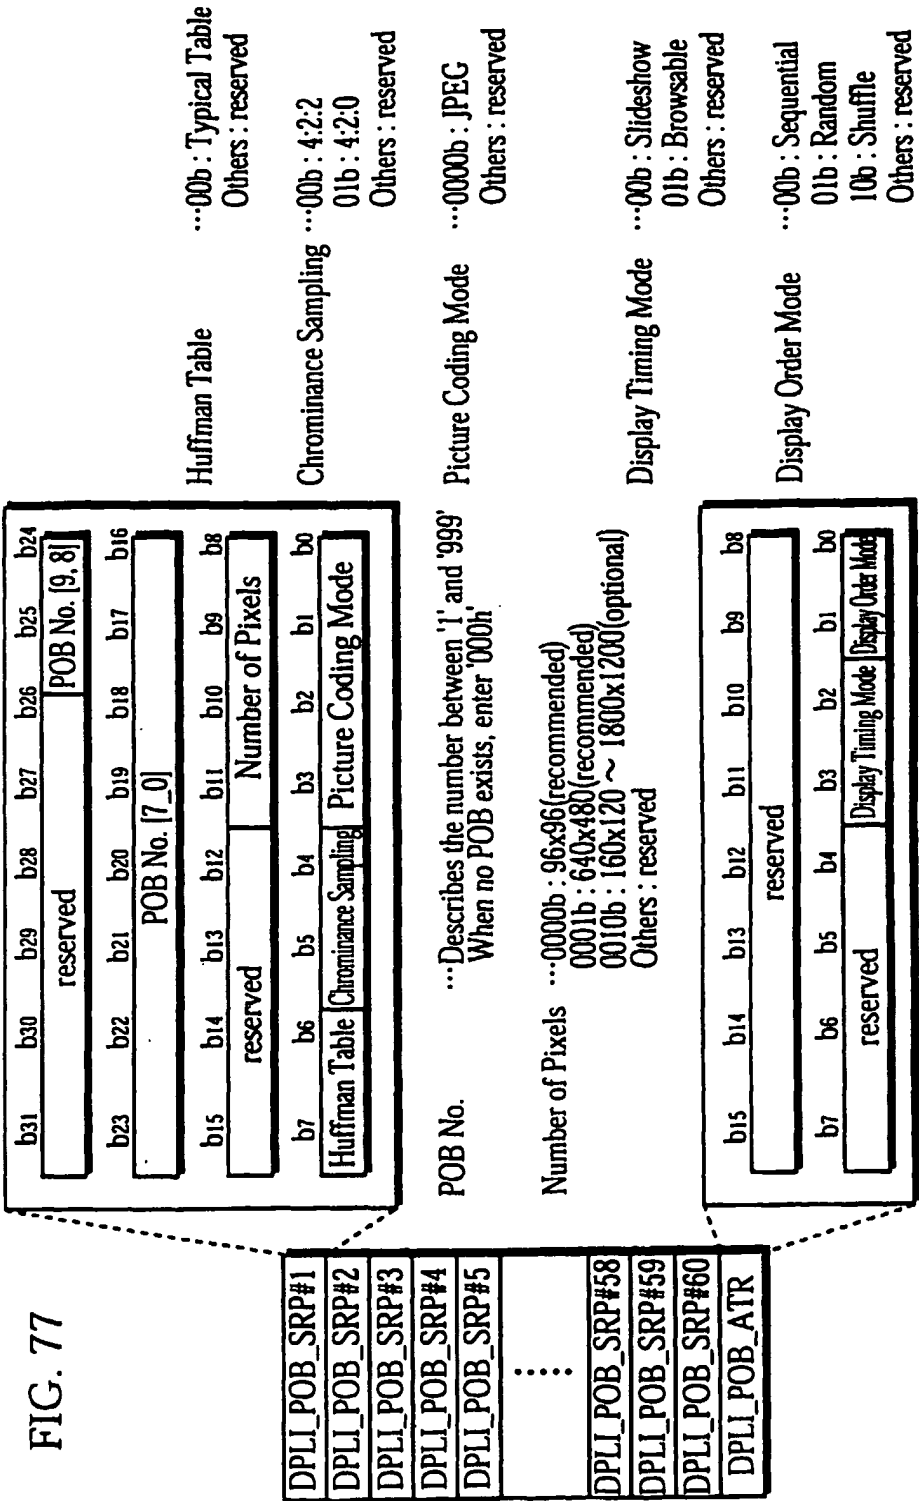 FIG. 77
DPLI_POB_SRP#1
DPLI_POB_SRP#2
DPLI_POB_SRP#3
DPLI_POB_SRP#4
DPLI_POB_SRP#5
......
DPLI_POB_SRP#58
DPLI_POB_SRP#59
DPLI_POB_SRP#60
DPLI_POB_ATR
b31 b30 b29 b28 b27 b26 b25 b24
reserved POB No. [9, 8]
b23 b22 b21 b20 b19 b18 b17 b16
POB No. [7_0]
b15 b14 b13 b12 b11 b10 b9 b8
reserved Number of Pixels
b7 b6 b5 b4 b3 b2 b1 b0
Huffman Table Chrominance Sampling Picture Coding Mode
POB No. ···Describes the number between '1' and '999'
When no POB exists, enter '000h'
Number of Pixels ···0000b : 96x96(recommended)
0001b : 640x480(recommended)
0010b : 160x120 ~ 1800x1200(optional)
Others : reserved
b15 b14 b13 b12 b11 b10 b9 b8
reserved
b7 b6 b5 b4 b3 b2 b1 b0
reserved Display Timing Mode Display Order Mode
Huffman Table ···00b : Typical Table
Others : reserved
Chrominance Sampling ···00b : 4:2:2
01b : 4:2:0
Others : reserved
Picture Coding Mode ···0000b : JPEG
Others : reserved
Display Timing Mode ···00b : Slideshow
01b : Browsable
Others : reserved
Display Order Mode ···00b : Sequential
01b : Random
10b : Shuffle
Others : reserved